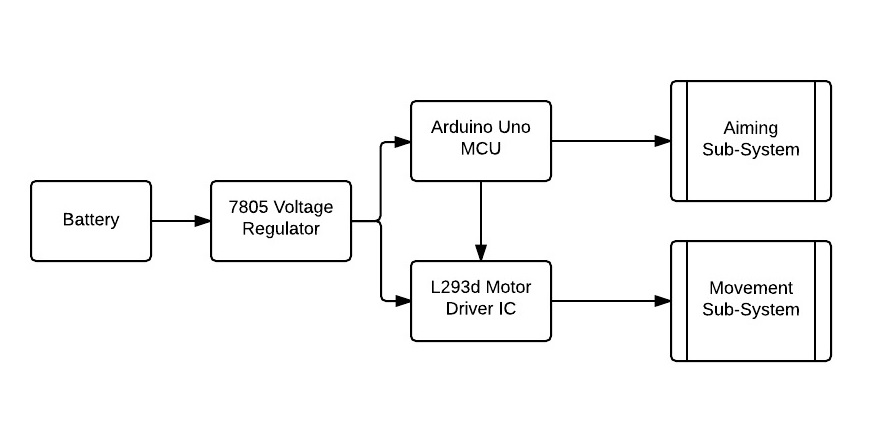 Battery
7805 Voltage
Regulator
Arduino Uno
MCU
L293d Motor
Driver IC
Aiming
Sub-System
Movement
Sub-System